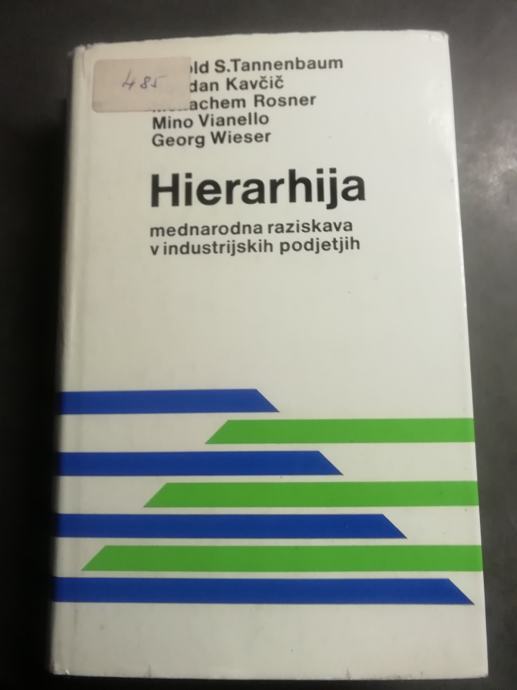 485
S.Tannenbaum
Kavčič
Rosner
Mino Vianello
Georg Wieser
Hierarhija
mednarodna raziskava
v industrijskih podjetjih